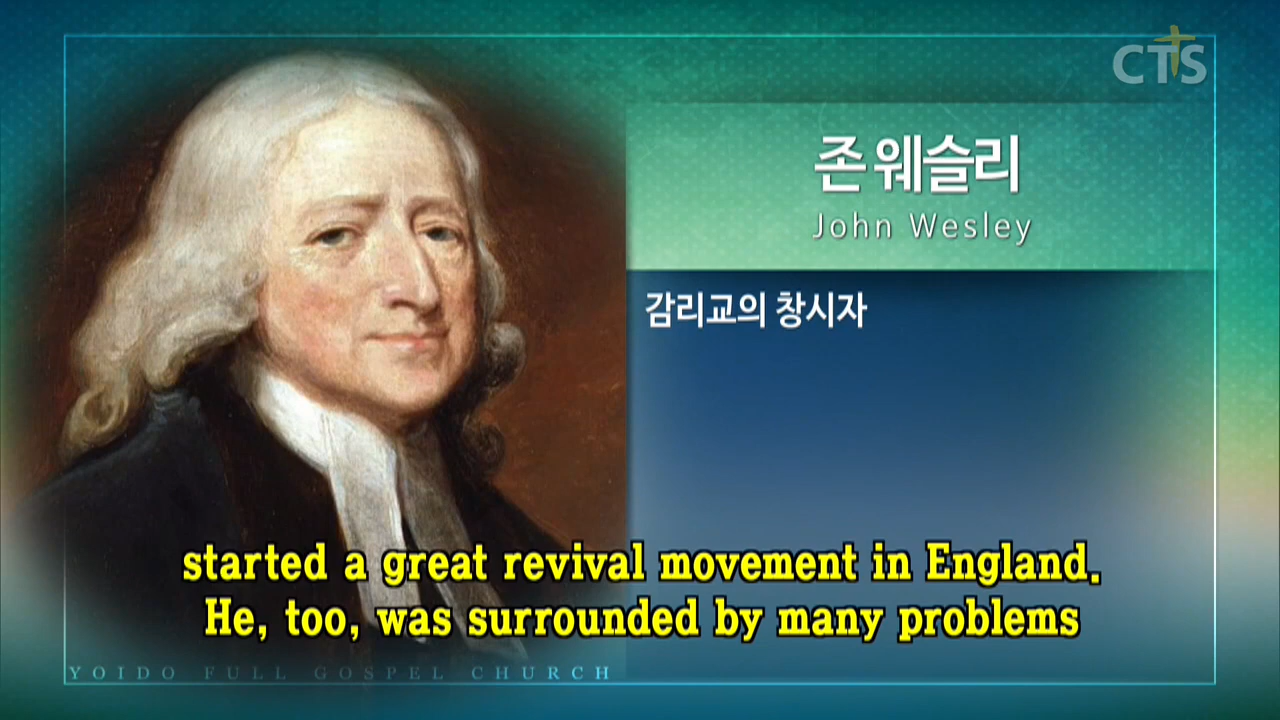 CTS
존 웨슬리
John Wesley
감리교의 창시자
started a great revival movement in England.
He, too, was surrounded by many problems
YOIDO FULL GOSPEL CHURCH